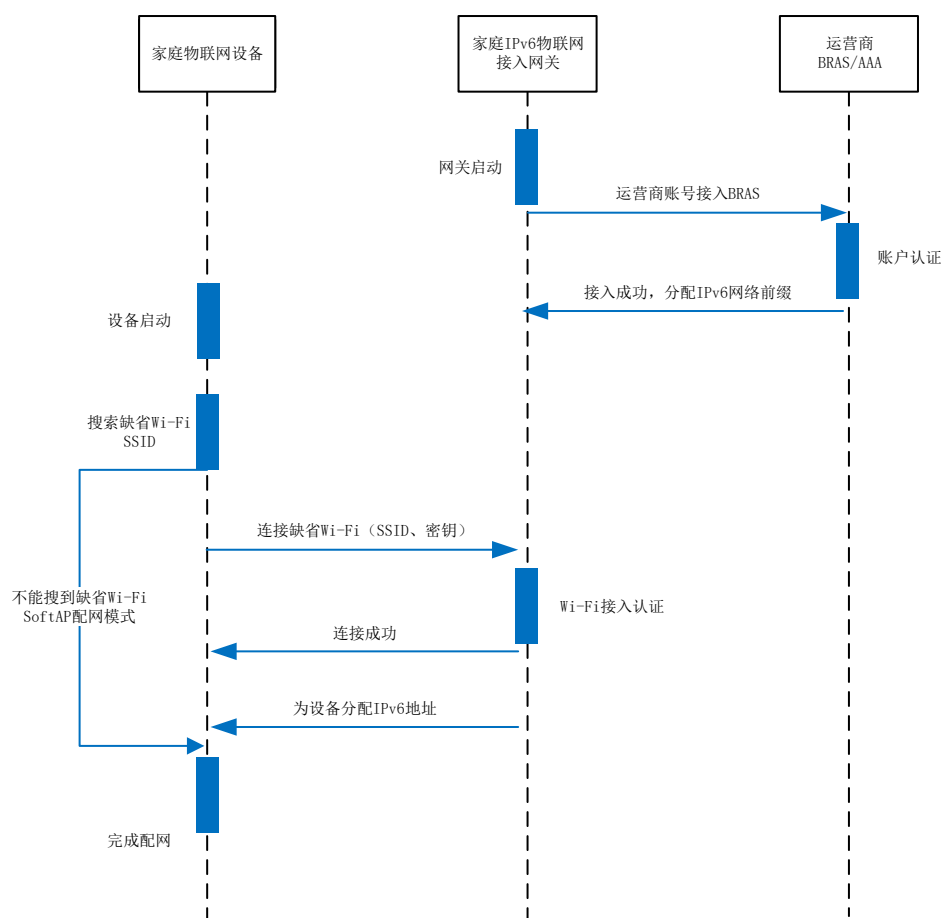 家庭物联网设备
家庭IPv6物联网
接入网关
运营商
BRAS/AAA
网关启动
运营商账号接入BRAS
账户认证
接入成功，分配IPv6网络前缀
设备启动
搜索缺省Wi-Fi
SSID
连接缺省Wi-Fi（SSID、密钥）
不能搜到缺省Wi-Fi
SoftAP配网模式
Wi-Fi接入认证
连接成功
为设备分配IPv6地址
完成配网